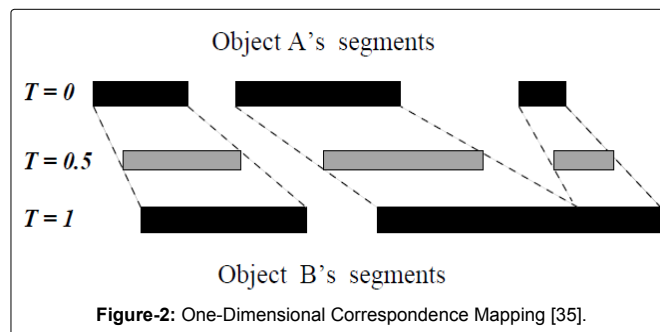 Object A's segments
T = 0
T = 0.5
T = 1
Object B's segments
Figure-2: One-Dimensional Correspondence Mapping [35].